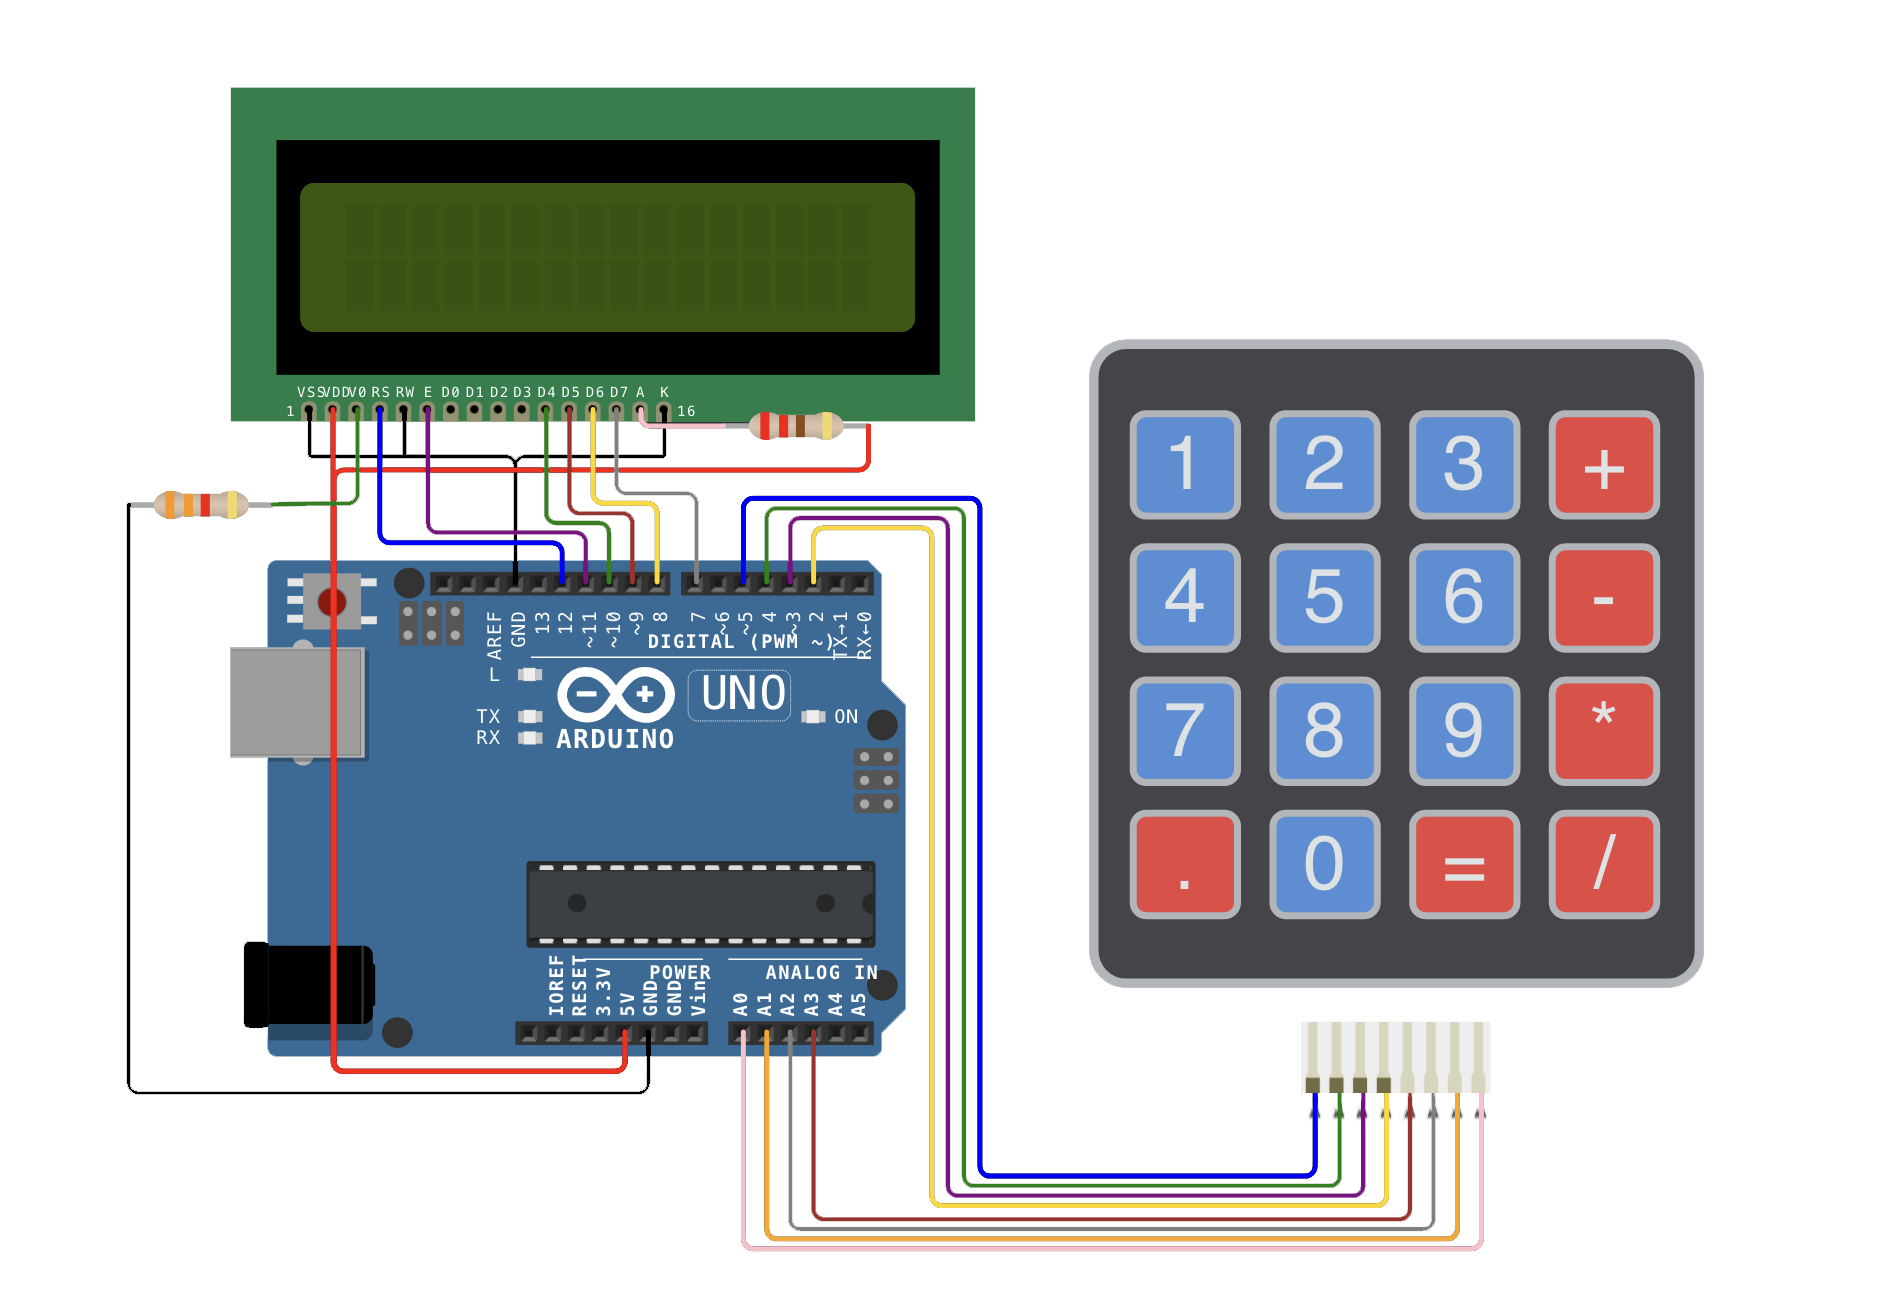 VSS VDD V0 RS RW E D0 D1 D2 D3 D4 D5 D6 D7 A K
1 16
1 2 3 +
4 5 6 -
7 8 9 *
. 0 = /
AREF GND 13 12 ~11 ~10 ~9 8 7 ~6 ~5 4 ~3 2 TX→1 RX←0
DIGITAL (PWM ~)
L
UNO
TX ON
RX ARDUINO
POWER ANALOG IN
IOREF RESET 3.3V 5V GND GND Vin A0 A1 A2 A3 A4 A5